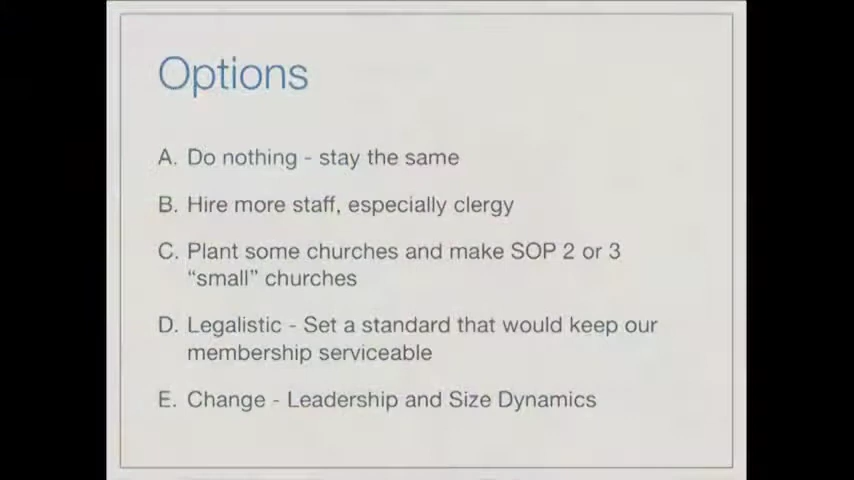 Options
A. Do nothing - stay the same
B. Hire more staff, especially clergy
C. Plant some churches and make SOP 2 or 3
“small” churches
D. Legalistic - Set a standard that would keep our
membership serviceable
E. Change - Leadership and Size Dynamics